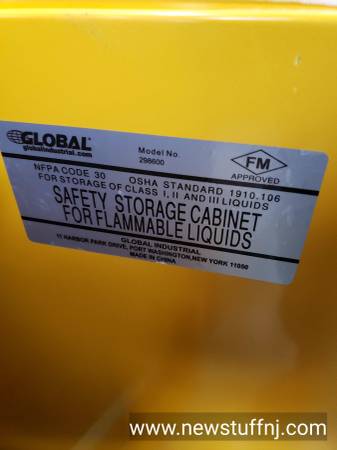 GLOBAL
globalindustrial.com
Model No.
298600
FM
APPROVED
NFPA CODE 30 OSHA STANDARD 1910.106
FOR STORAGE OF CLASS I, II AND III LIQUIDS
SAFETY STORAGE CABINET
FOR FLAMMABLE LIQUIDS
GLOBAL INDUSTRIAL
11 HARBOR PARK DRIVE, PORT WASHINGTON, NEW YORK 11050
MADE IN CHINA
www.newstuffnj.com